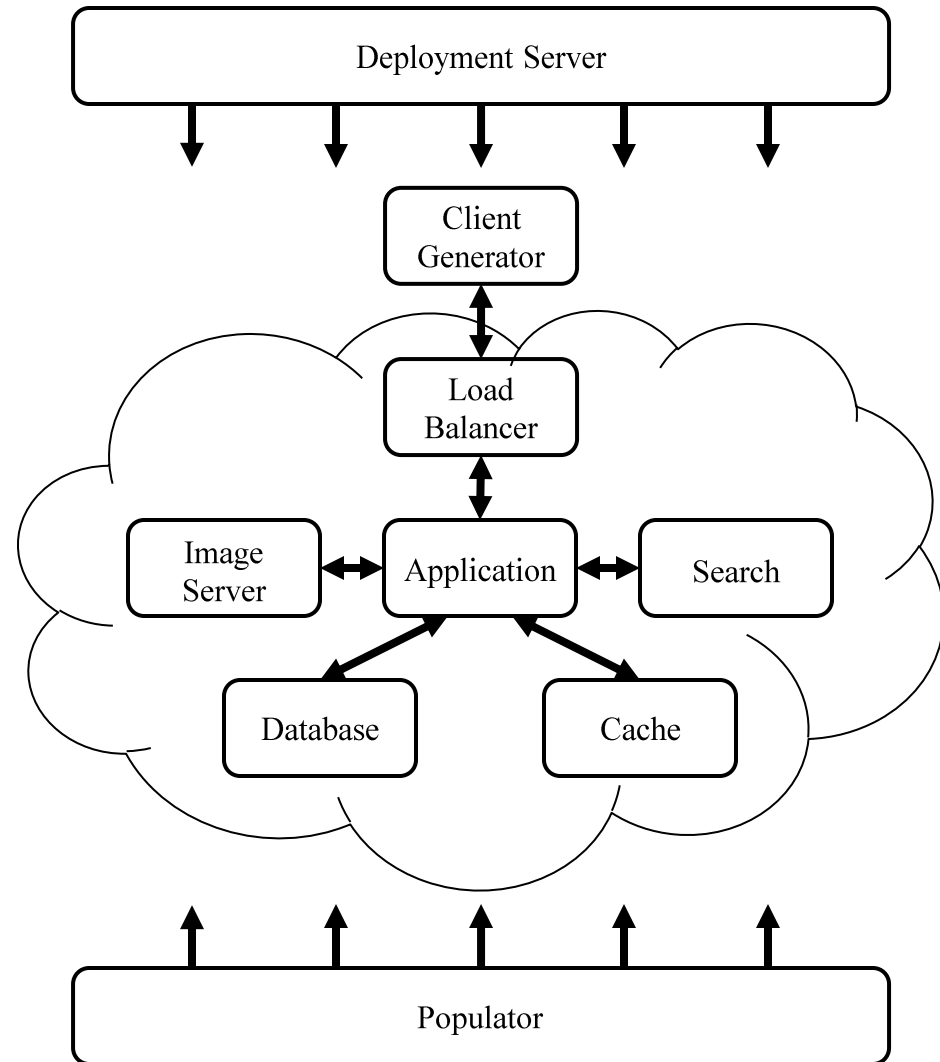 Deployment Server
Client
Generator
Load
Balancer
Image
Server
Application
Search
Database
Cache
Populator